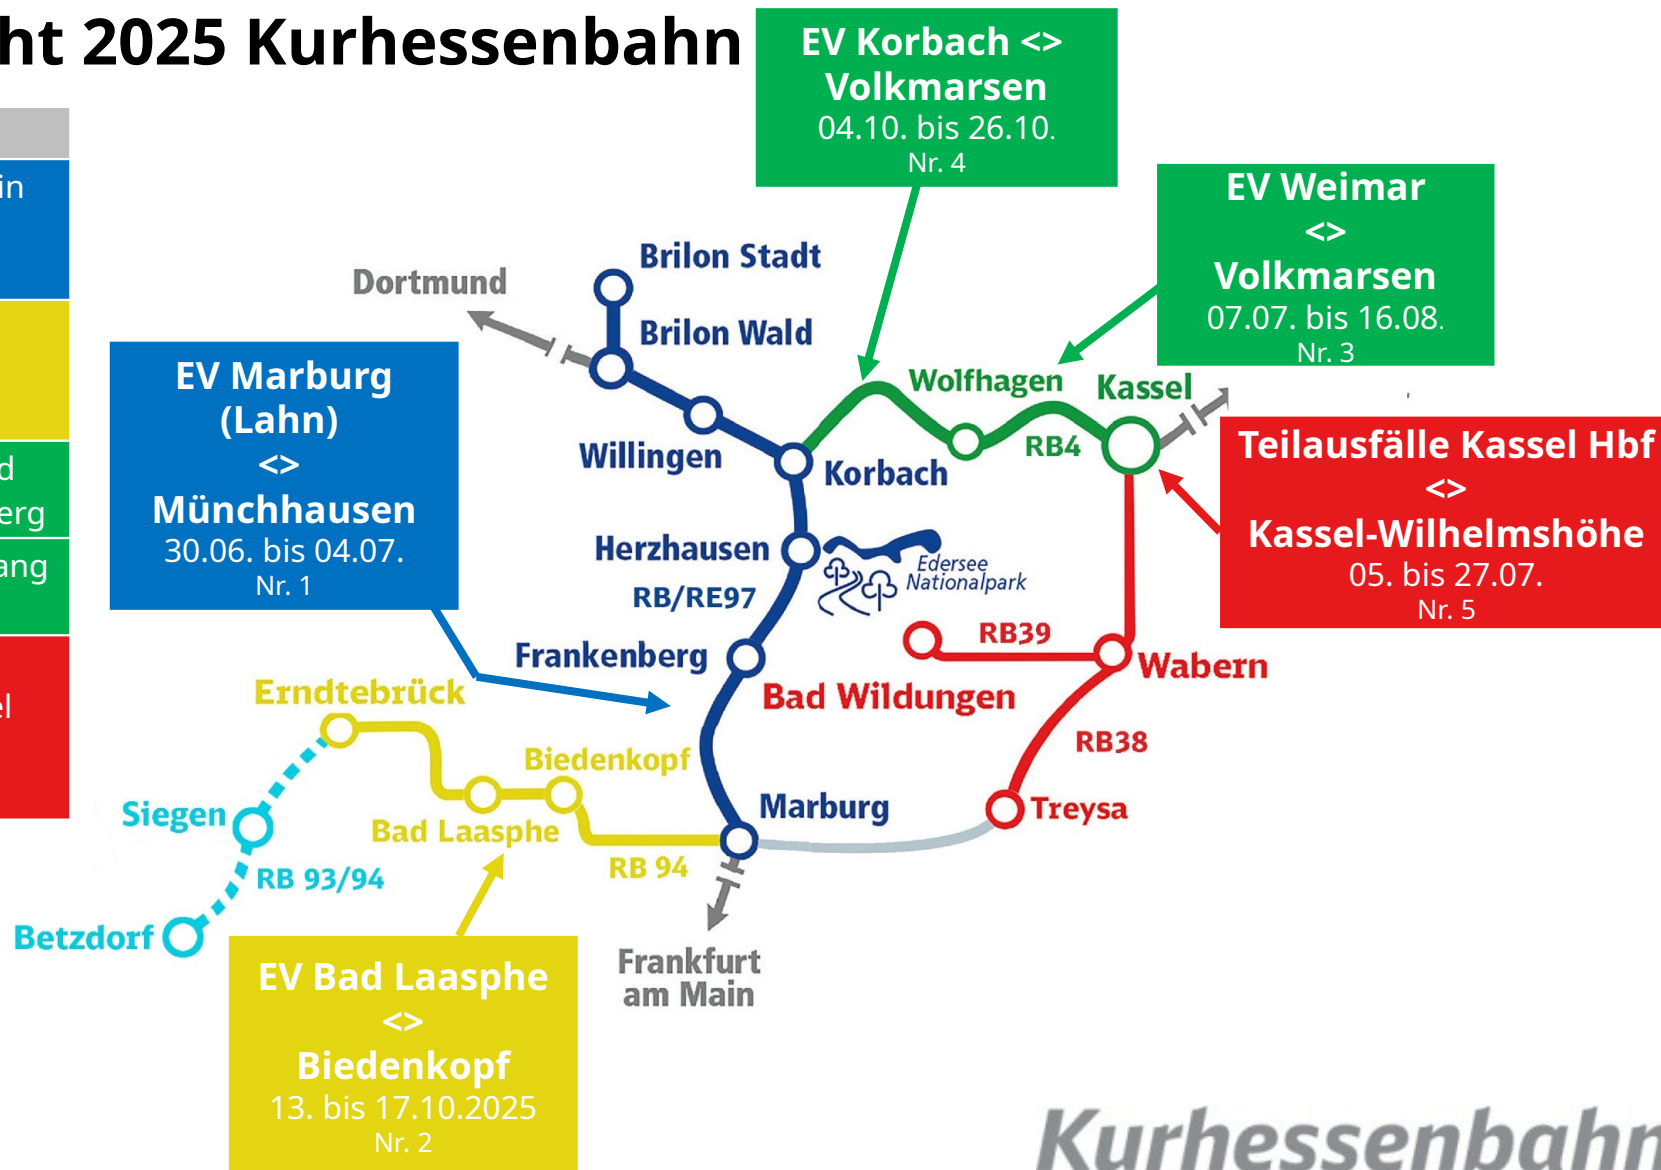 2025 Kurhessenbahn
EV Korbach <>
Volkmarsen
04.10. bis 26.10.
Nr. 4
EV Weimar
<>
Volkmarsen
07.07. bis 16.08.
Nr. 3
in
Brilon Stadt
Dortmund
Brilon Wald
EV Marburg
(Lahn)
<>
Münchhausen
30.06. bis 04.07.
Nr. 1
Wolfhagen
Kassel
RB4
Willingen
Korbach
Teilausfälle Kassel Hbf
<>
Kassel-Wilhelmshöhe
05. bis 27.07.
Nr. 5
Herzhausen
Edersee
Nationalpark
RB/RE97
RB39
Frankenberg
Wabern
Bad Wildungen
Erndtebrück
RB38
Biedenkopf
Siegen
Marburg
Treysa
Bad Laasphe
RB 94
RB 93/94
Betzdorf
Frankfurt
am Main
EV Bad Laasphe
<>
Biedenkopf
13. bis 17.10.2025
Nr. 2
Kurhessenbahn